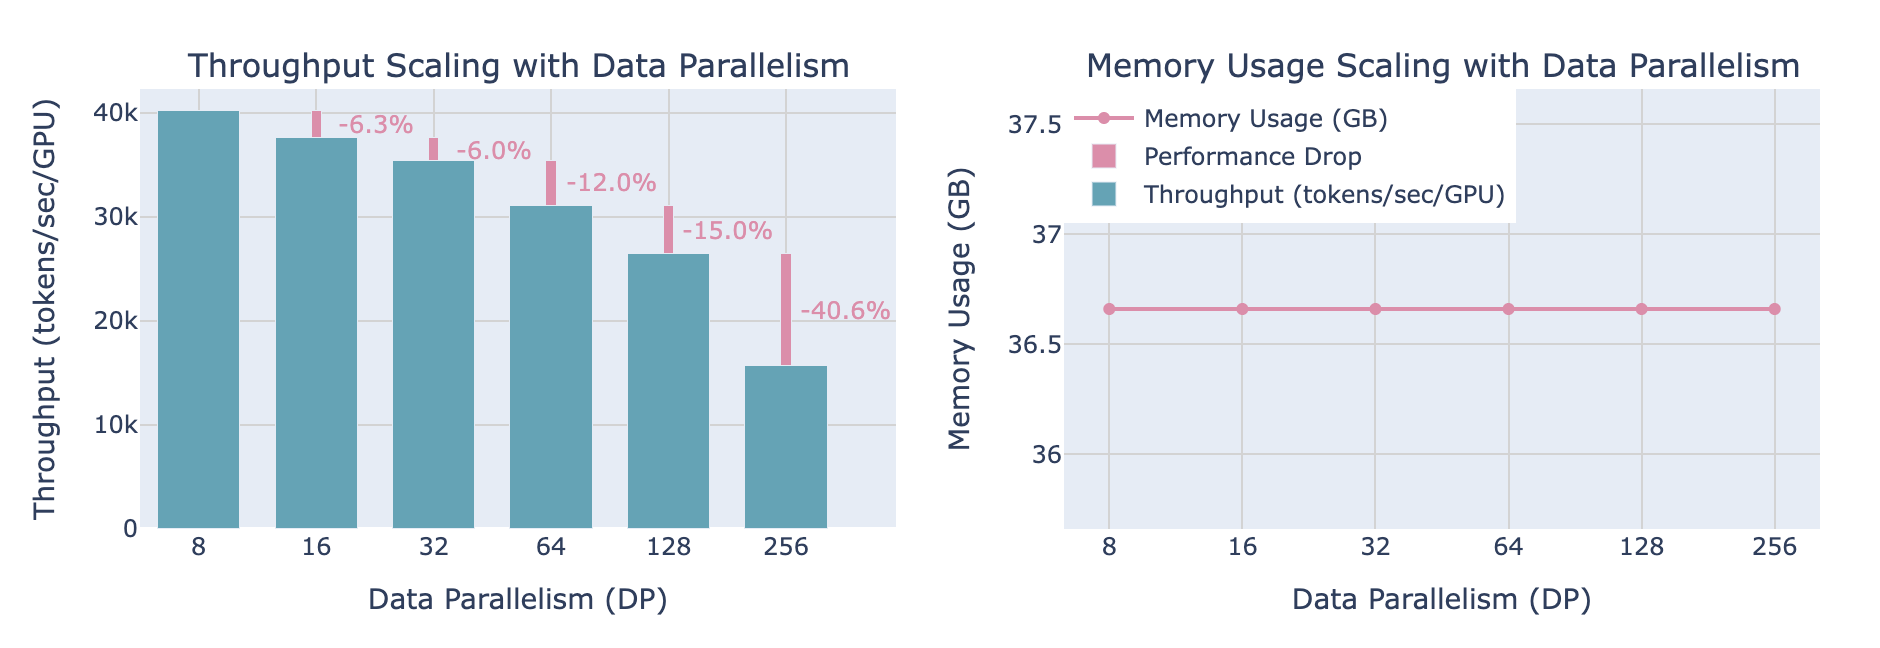 Throughput Scaling with Data Parallelism
Throughput (tokens/sec/GPU)
40k
30k
20k
10k
0
-6.3%
-6.0%
-12.0%
-15.0%
-40.6%
8 16 32 64 128 256
Data Parallelism (DP)
Memory Usage Scaling with Data Parallelism
Memory Usage (GB)
37.5
37
36.5
36
Memory Usage (GB)
Performance Drop
Throughput (tokens/sec/GPU)
8 16 32 64 128 256
Data Parallelism (DP)